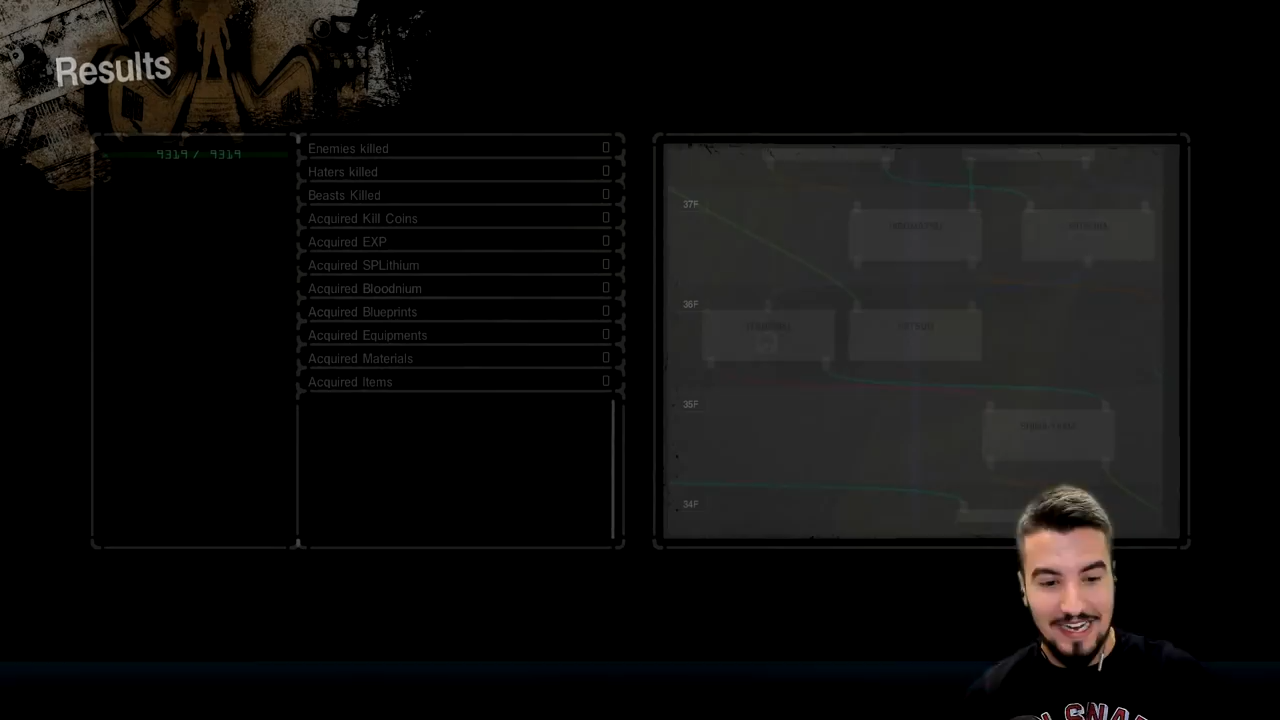 Results
9319 / 9319
Enemies killed 0
Haters killed 0
Beasts Killed 0
Acquired Kill Coins 0
Acquired EXP 0
Acquired SPLithium 0
Acquired Bloodnium 0
Acquired Blueprints 0
Acquired Equipments 0
Acquired Materials 0
Acquired Items 0
37F
36F
35F
34F